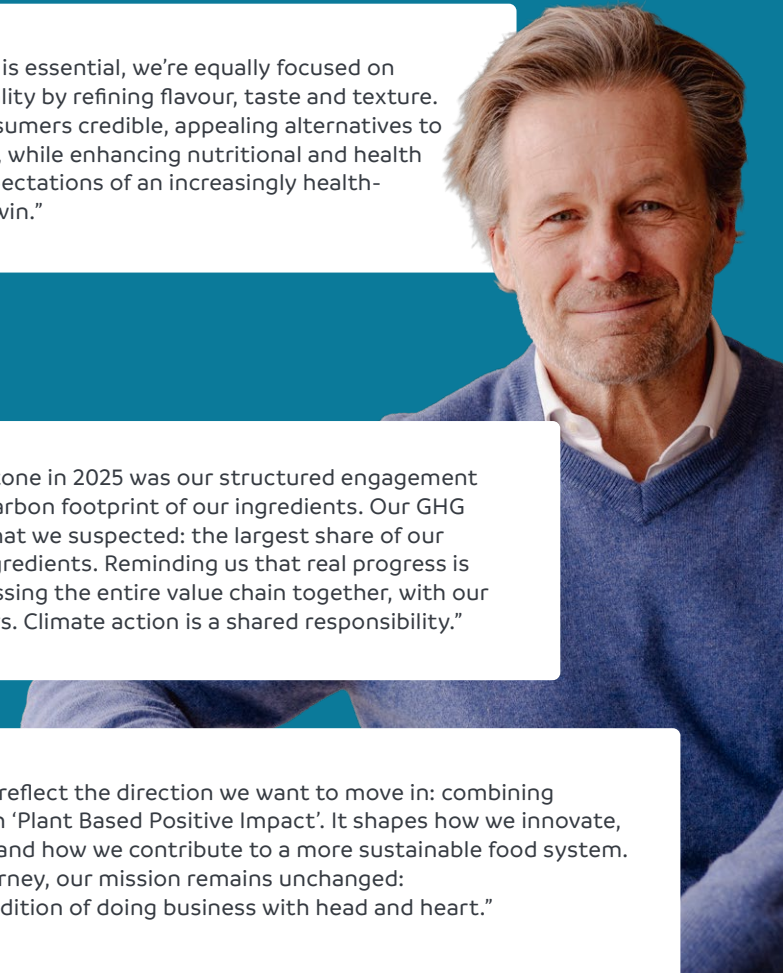 is essential, we’re equally focused on
lity by refining flavour, taste and texture.
sumers credible, appealing alternatives to
, while enhancing nutritional and health
ectations of an increasingly health-
vin.”
one in 2025 was our structured engagement
arbon footprint of our ingredients. Our GHG
hat we suspected: the largest share of our
redients. Reminding us that real progress is
ssing the entire value chain together, with our
s. Climate action is a shared responsibility.”
reflect the direction we want to move in: combining
‘Plant Based Positive Impact’. It shapes how we innovate,
and how we contribute to a more sustainable food system.
rney, our mission remains unchanged:
dition of doing business with head and heart.”